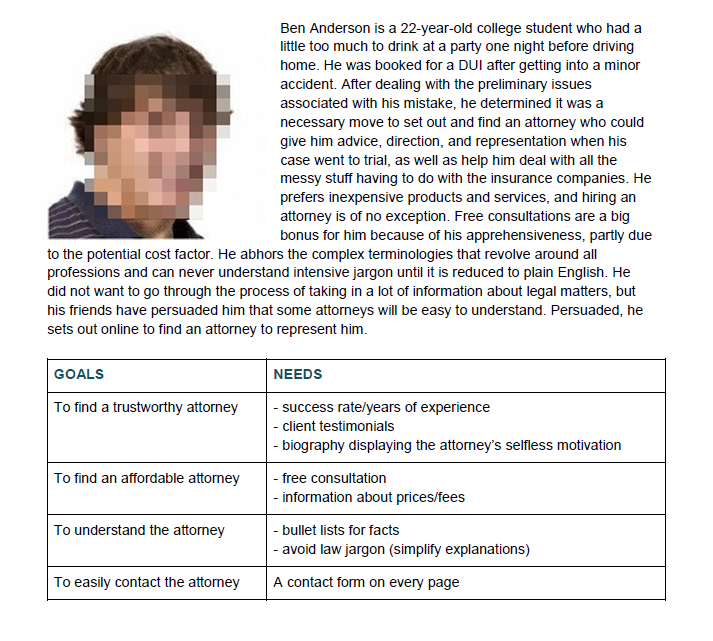 Ben Anderson is a 22-year-old college student who had a
little too much to drink at a party one night before driving
home. He was booked for a DUI after getting into a minor
accident. After dealing with the preliminary issues
associated with his mistake, he determined it was a
necessary move to set out and find an attorney who could
give him advice, direction, and representation when his
case went to trial, as well as help him deal with all the
messy stuff having to do with the insurance companies. He
prefers inexpensive products and services, and hiring an
attorney is of no exception. Free consultations are a big
bonus for him because of his apprehensiveness, partly due
to the potential cost factor. He abhors the complex terminologies that revolve around all
professions and can never understand intensive jargon until it is reduced to plain English. He
did not want to go through the process of taking in a lot of information about legal matters, but
his friends have persuaded him that some attorneys will be easy to understand. Persuaded, he
sets out online to find an attorney to represent him.
GOALS
NEEDS
To find a trustworthy attorney
- success rate/years of experience
- client testimonials
- biography displaying the attorney's selfless motivation
To find an affordable attorney
- free consultation
- information about prices/fees
To understand the attorney
- bullet lists for facts
- avoid law jargon (simplify explanations)
To easily contact the attorney
A contact form on every page